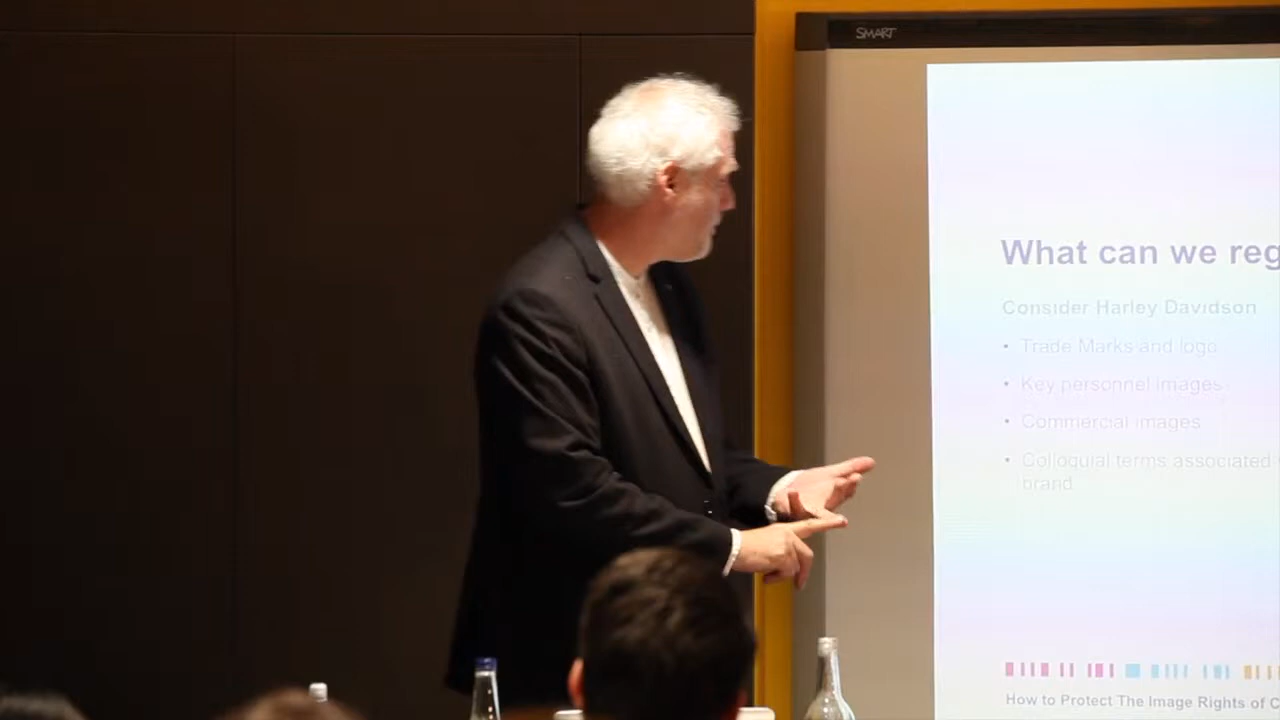 SMART
What can we reg
Consider Harley Davidson
• Trade Marks and logo
• Key personnel images
• Commercial images
• Colloquial terms associated
brand
How to Protect The Image Rights of C